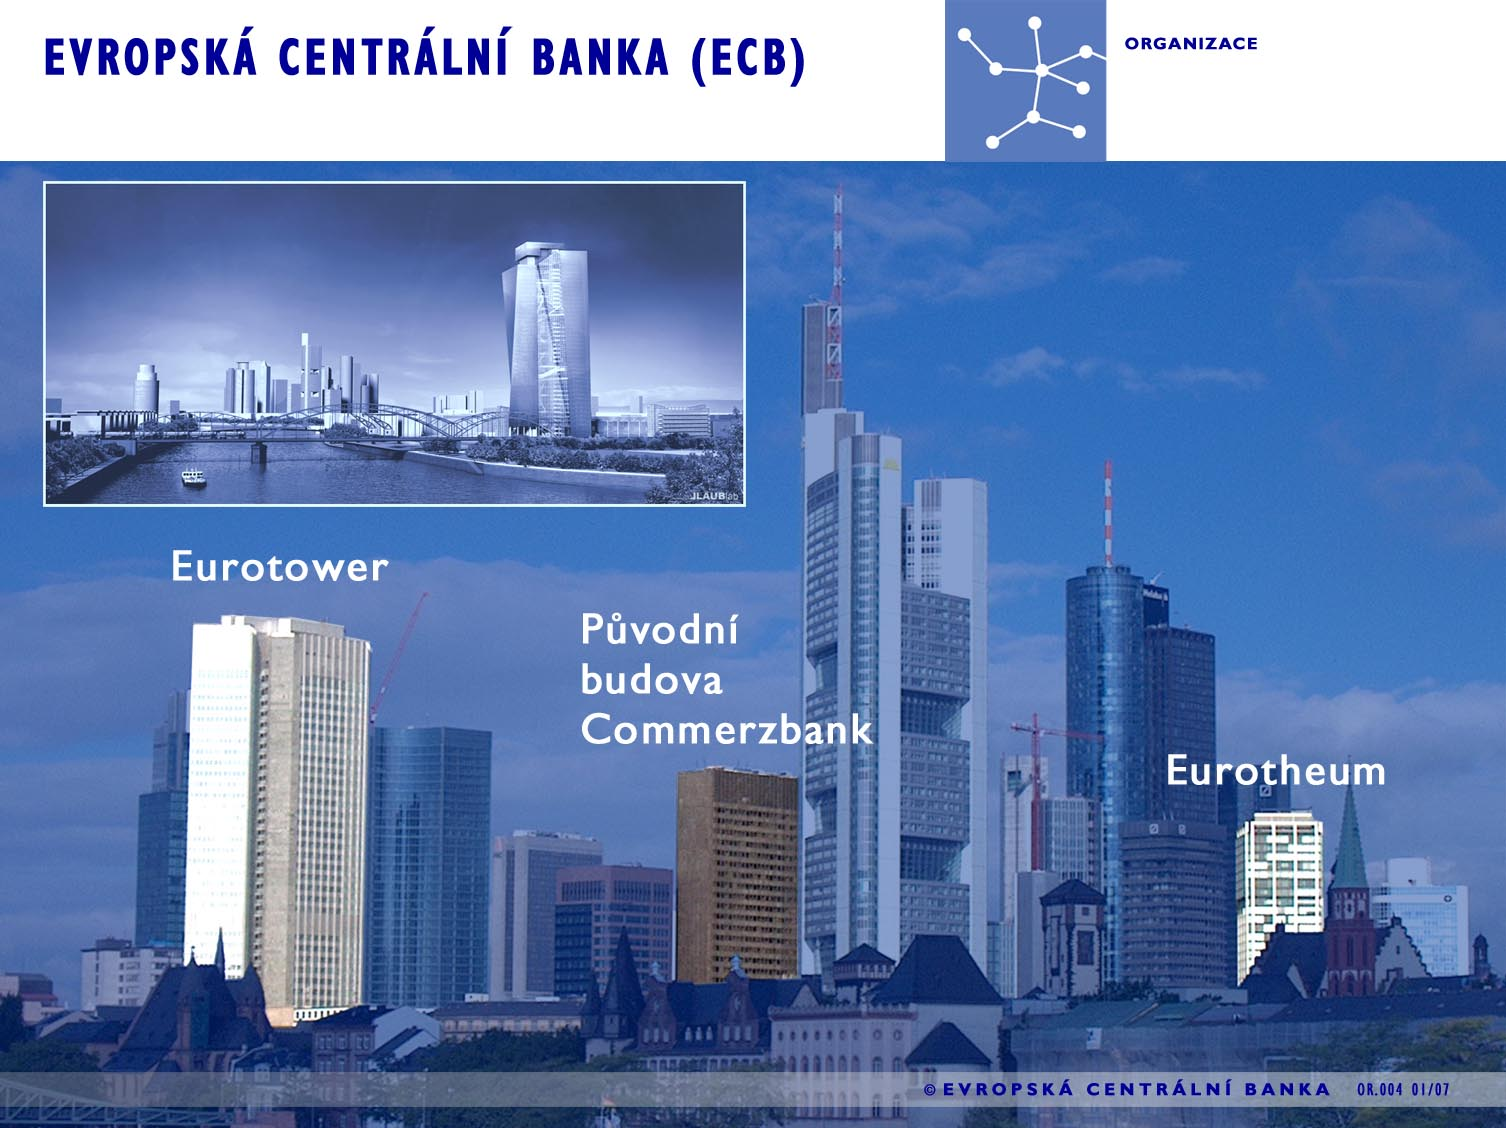 EVROPSKÁ CENTRÁLNÍ BANKA (ECB)
ORGANIZACE
JLAUBlab
Eurotower
Původní
budova
Commerzbank
Eurotheum
© EVROPSKÁ CENTRÁLNÍ BANKA OR.004 01/07